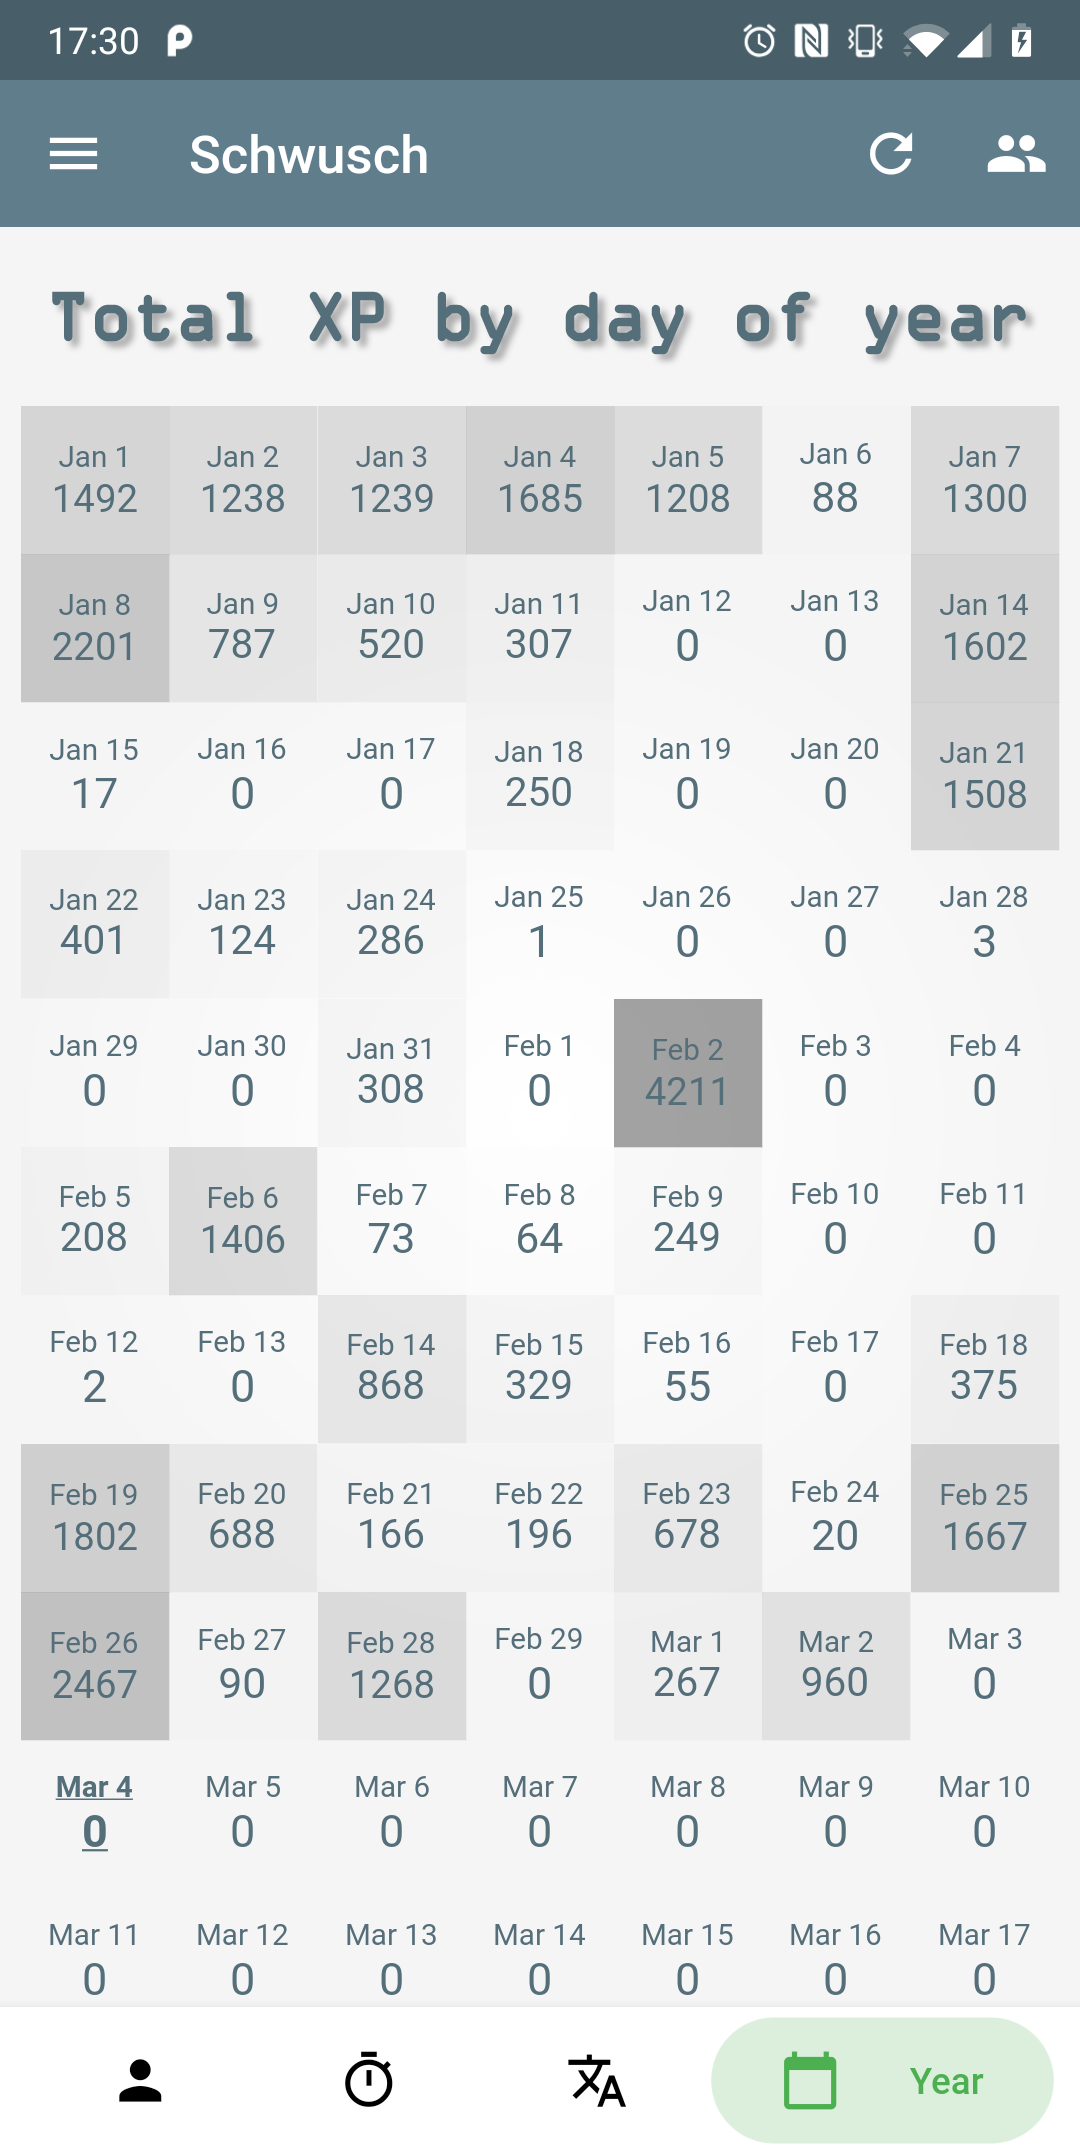 17:30
Schwusch
Total XP by day of year
Jan 1 Jan 2 Jan 3 Jan 4 Jan 5 Jan 6 Jan 7
1492 1238 1239 1685 1208 88 1300
Jan 8 Jan 9 Jan 10 Jan 11 Jan 12 Jan 13 Jan 14
2201 787 520 307 0 0 1602
Jan 15 Jan 16 Jan 17 Jan 18 Jan 19 Jan 20 Jan 21
17 0 0 250 0 0 1508
Jan 22 Jan 23 Jan 24 Jan 25 Jan 26 Jan 27 Jan 28
401 124 286 1 0 0 3
Jan 29 Jan 30 Jan 31 Feb 1 Feb 2 Feb 3 Feb 4
0 0 308 0 4211 0 0
Feb 5 Feb 6 Feb 7 Feb 8 Feb 9 Feb 10 Feb 11
208 1406 73 64 249 0 0
Feb 12 Feb 13 Feb 14 Feb 15 Feb 16 Feb 17 Feb 18
2 0 868 329 55 0 375
Feb 19 Feb 20 Feb 21 Feb 22 Feb 23 Feb 24 Feb 25
1802 688 166 196 678 20 1667
Feb 26 Feb 27 Feb 28 Feb 29 Mar 1 Mar 2 Mar 3
2467 90 1268 0 267 960 0
Mar 4 Mar 5 Mar 6 Mar 7 Mar 8 Mar 9 Mar 10
0 0 0 0 0 0 0
Mar 11 Mar 12 Mar 13 Mar 14 Mar 15 Mar 16 Mar 17
0 0 0 0 0 0 0
Year